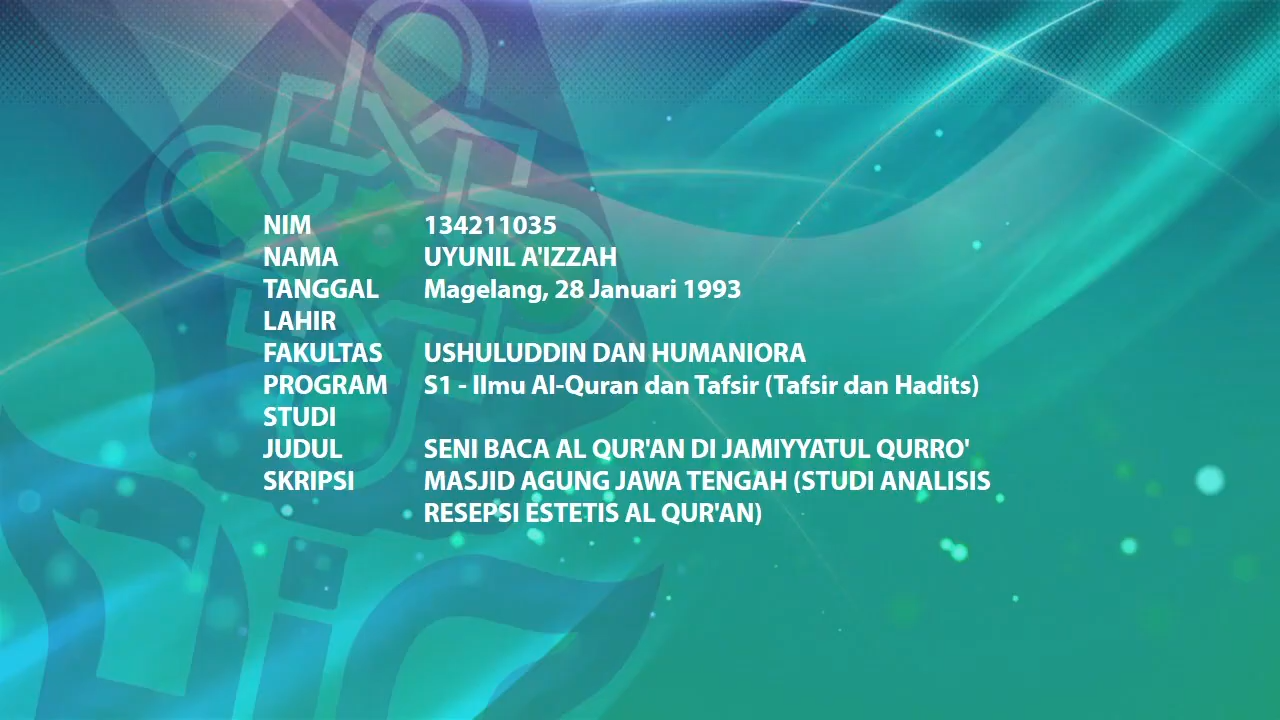 NIM 134211035
NAMA UYUNIL A'IZZAH
TANGGAL Magelang, 28 Januari 1993
LAHIR
FAKULTAS USHULUDDIN DAN HUMANIORA
PROGRAM S1 - Ilmu Al-Quran dan Tafsir (Tafsir dan Hadits)
STUDI
JUDUL SENI BACA AL QUR'AN DI JAMIYYATUL QURRO'
SKRIPSI MASJID AGUNG JAWA TENGAH (STUDI ANALISIS
RESEPSI ESTETIS AL QUR'AN)